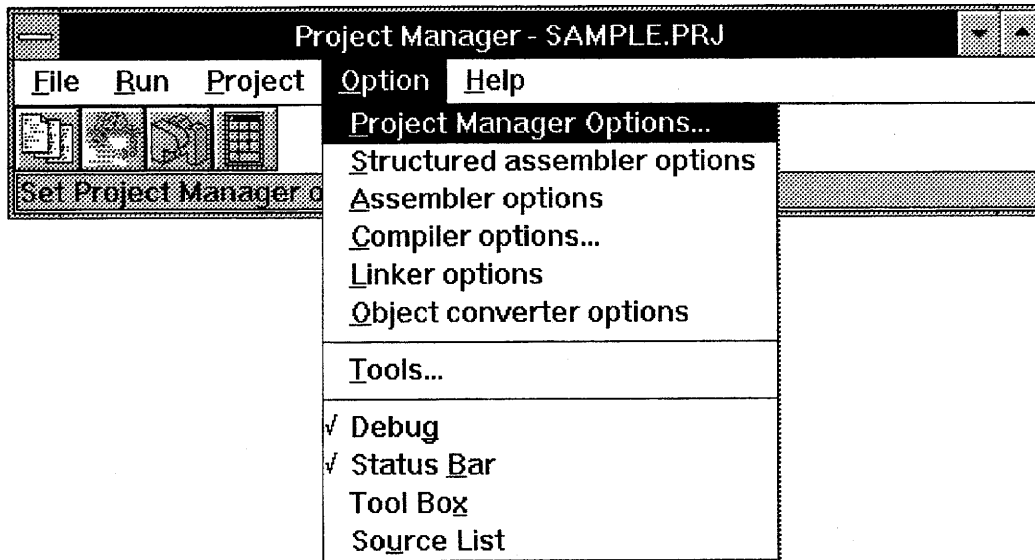 Project Manager - SAMPLE.PRJ
File Run Project Option Help
Project Manager Options...
Structured assembler options
Set Project Manager o
Assembler options
Compiler options...
Linker options
Object converter options
Tools...
√ Debug
√ Status Bar
Tool Box
Source List